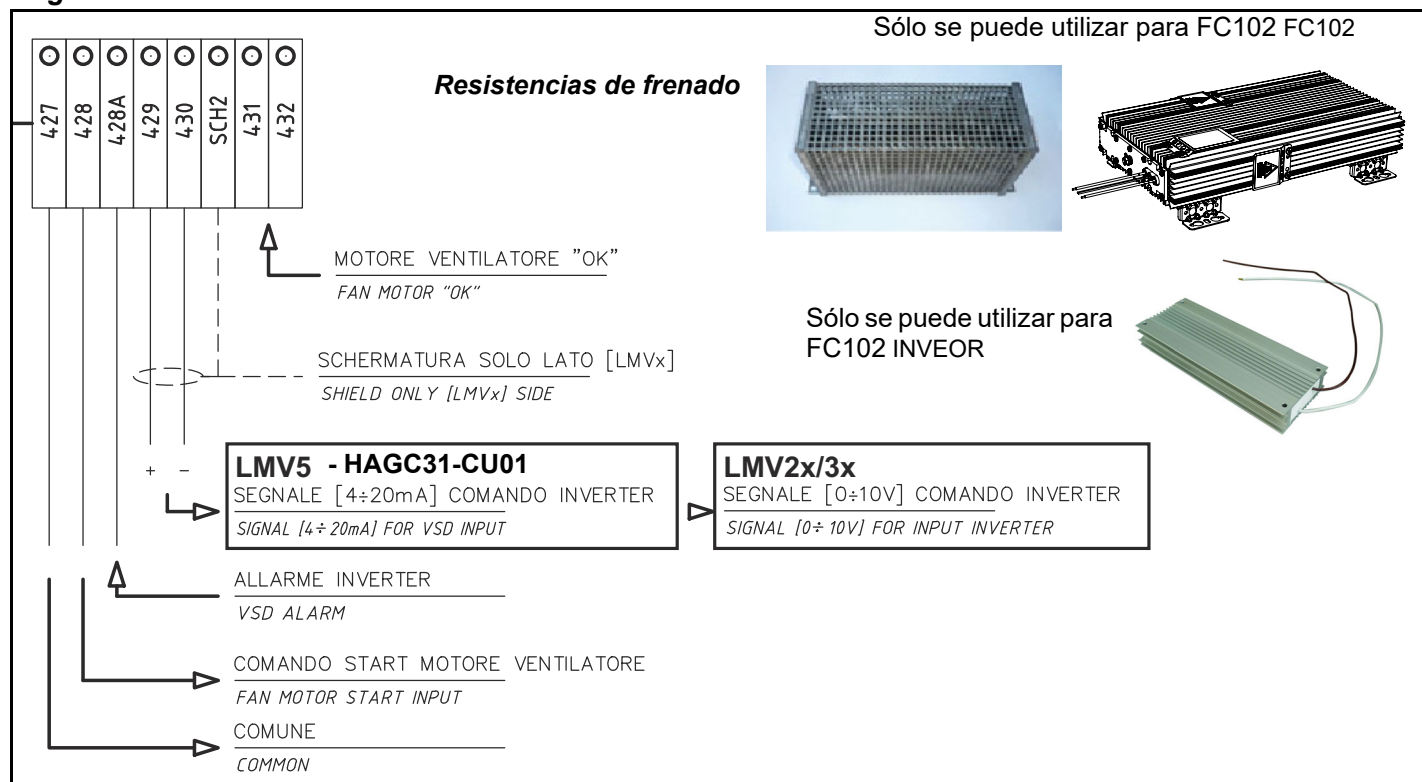 Sólo se puede utilizar para FC102 FC102
Resistencias de frenado
427
428
428A
429
430
SCH2
431
432
MOTORE VENTILATORE "OK"
FAN MOTOR "OK"
Sólo se puede utilizar para
FC102 INVEOR
SCHERMATURA SOLO LATO [LMVx]
SHIELD ONLY [LMVx] SIDE
+ -
LMV5 - HAGC31-CU01
SEGNALE [4÷20mA] COMANDO INVERTER
SIGNAL [4÷20mA] FOR VSD INPUT
LMV2x/3x
SEGNALE [0÷10V] COMANDO INVERTER
SIGNAL [0÷10V] FOR INPUT INVERTER
ALLARME INVERTER
VSD ALARM
COMANDO START MOTORE VENTILATORE
FAN MOTOR START INPUT
COMUNE
COMMON